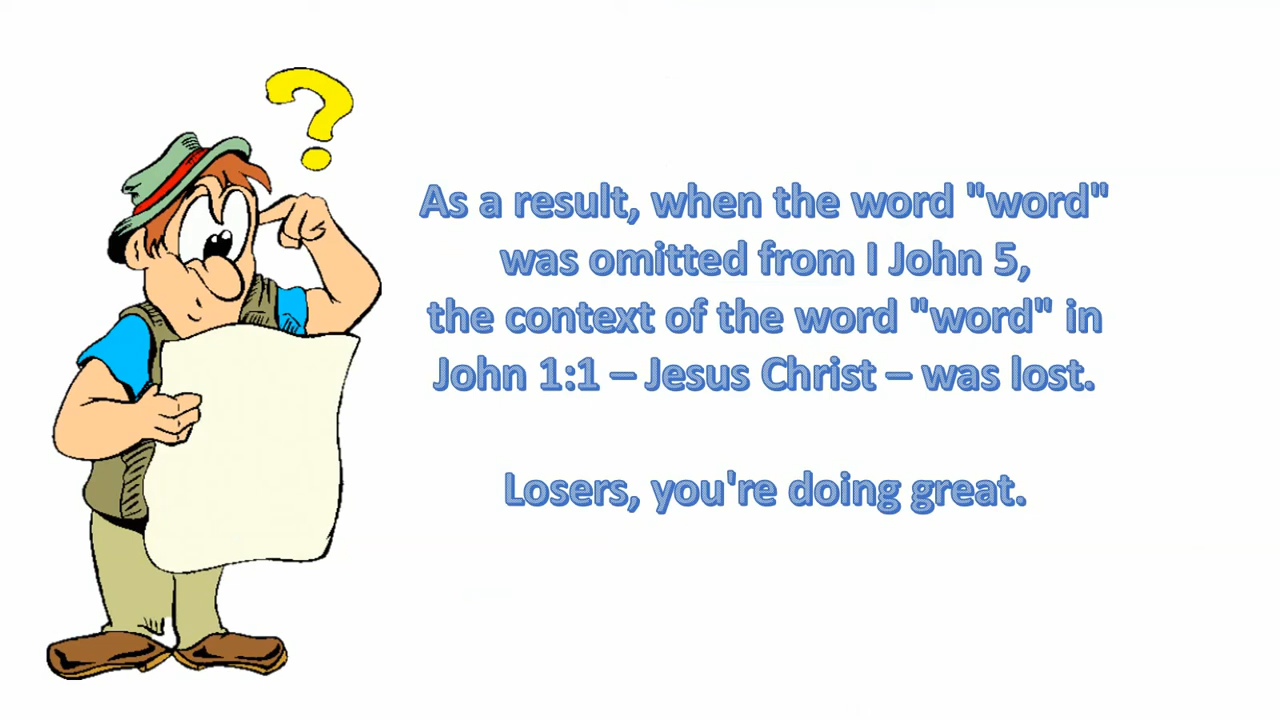 As a result, when the word "word"
was omitted from I John 5,
the context of the word "word" in
John 1:1 – Jesus Christ – was lost.
Losers, you're doing great.